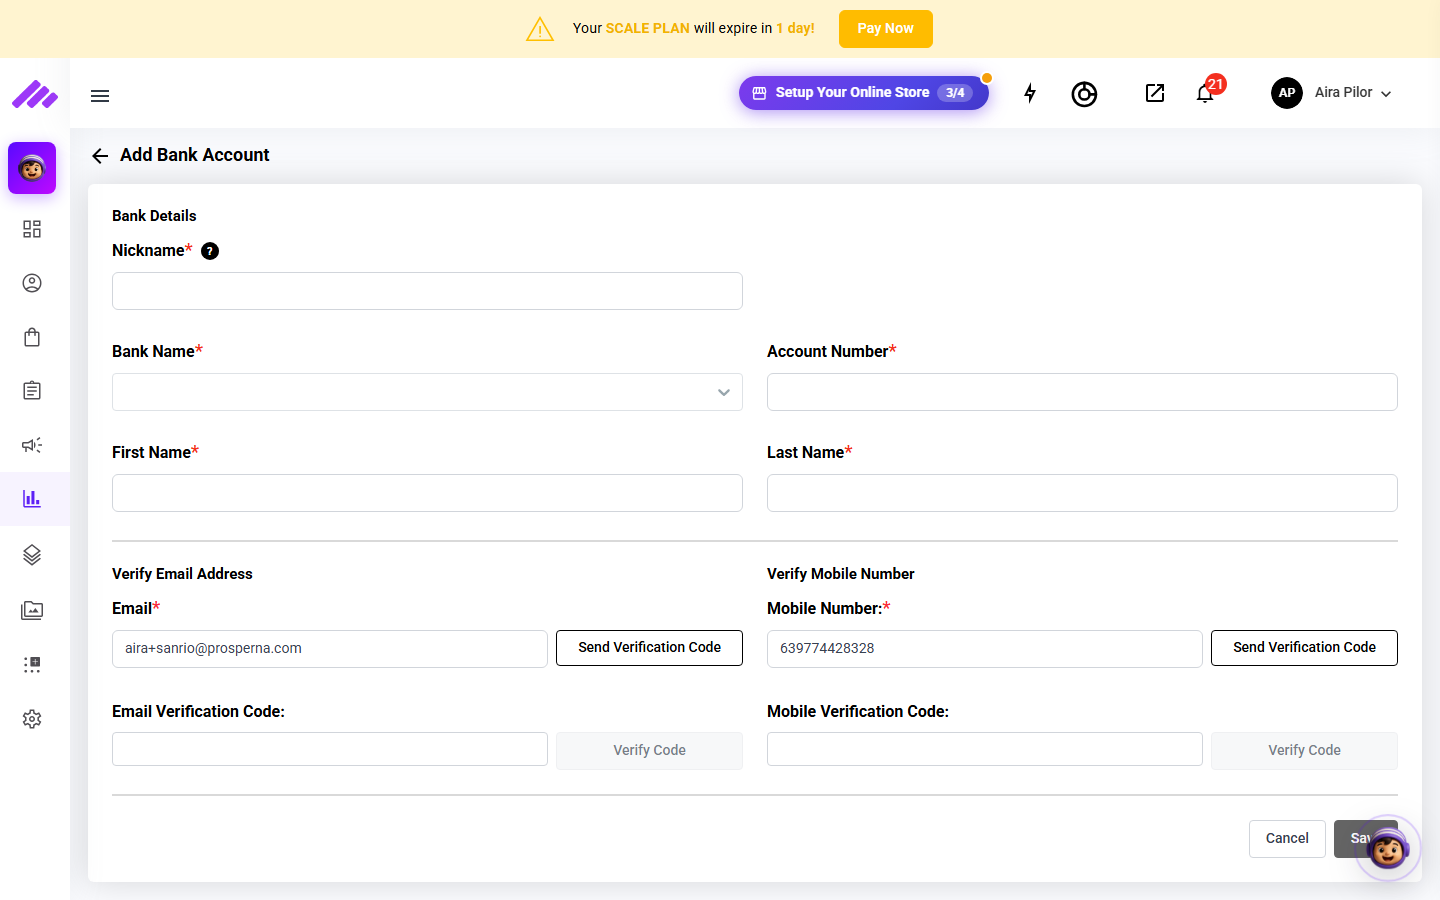 Your SCALE PLAN will expire in 1 day!
Pay Now
Setup Your Online Store 3/4
21
AP
Aira Pilor
Add Bank Account
Bank Details
Nickname* ?
Bank Name*
Account Number*
First Name*
Last Name*
Verify Email Address
Verify Mobile Number
Email*
Mobile Number:*
aira+sanrio@prosperna.com
Send Verification Code
639774428328
Send Verification Code
Email Verification Code:
Mobile Verification Code:
Verify Code
Verify Code
Cancel